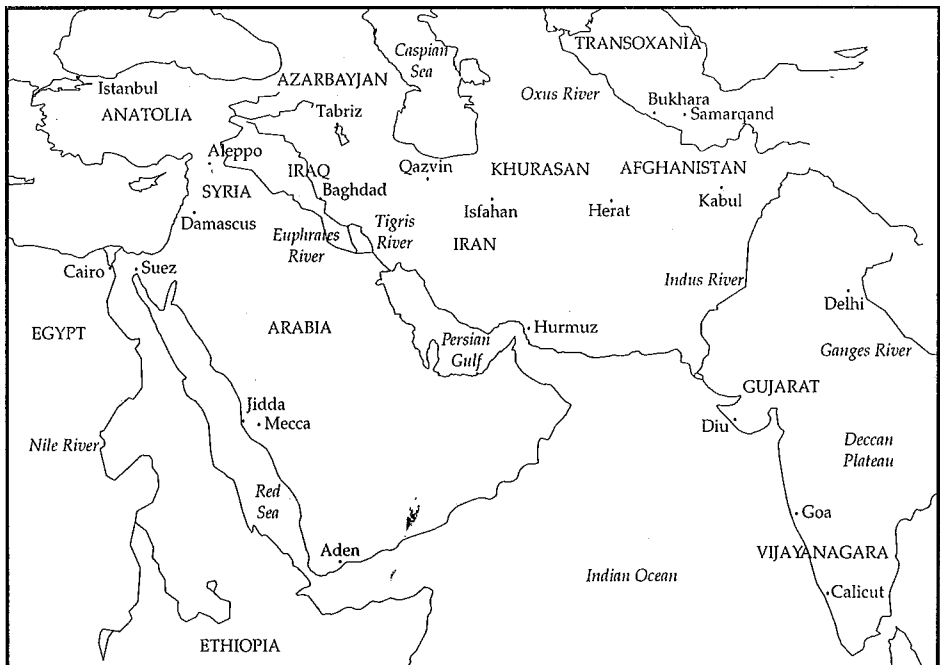 Caspian
Sea
TRANSOXANIA
Istanbul
AZARBAYJAN
Oxus River
Bukhara
ANATOLIA
Tabriz
Samarqand
Aleppo
IRAQ
Qazvin
KHURASAN
AFGHANISTAN
SYRIA
Baghdad
Kabul
Damascus
Isfahan
Herat
Euphrates
River
Tigris
River
IRAN
Cairo
Suez
Indus River
Delhi
EGYPT
ARABIA
Hurmuz
Persian
Gulf
Ganges River
GUJARAT
Jidda
Mecca
Diu
Nile River
Deccan
Plateau
Red
Sea
Goa
Aden
VIJAYANAGARA
Indian Ocean
Calicut
ETHIOPIA